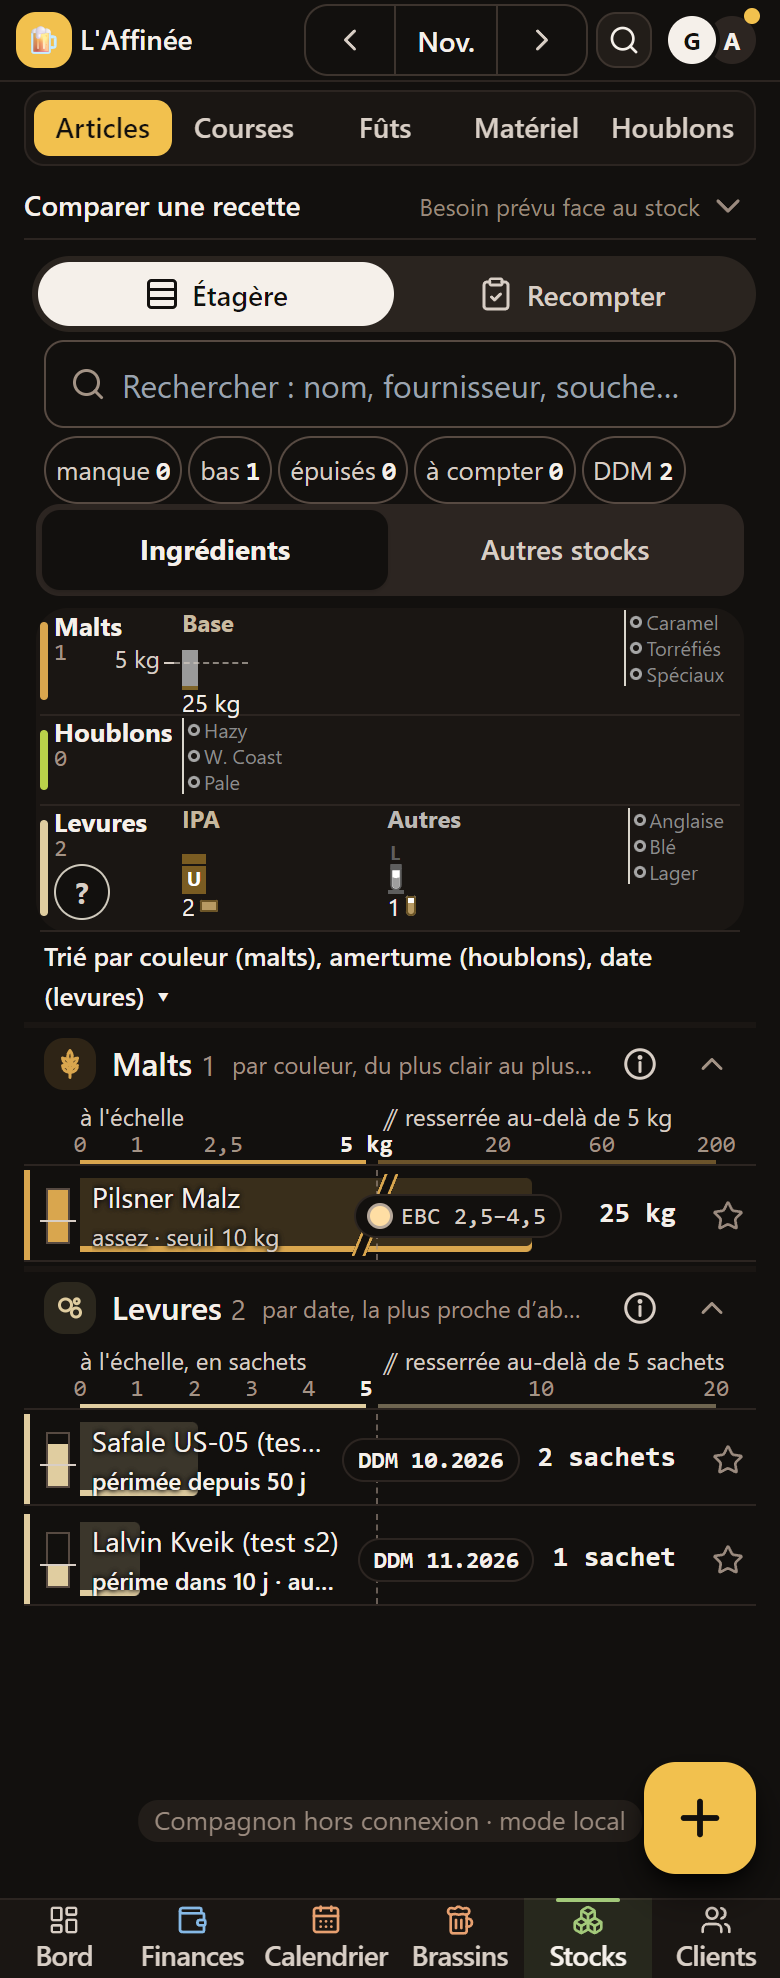 L'Affinée
Nov.
G
A
Articles
Courses
Fûts
Matériel
Houblons
Comparer une recette
Besoin prévu face au stock
Étagère
Recompter
Rechercher : nom, fournisseur, souche...
manque 0
bas 1
épuisés 0
à compter 0
DDM 2
Ingrédients
Autres stocks
Malts
1
Base
5 kg
25 kg
Caramel
Torréfiés
Spéciaux
Houblons
0
Hazy
W. Coast
Pale
Levures
2
?
IPA
U
2
Autres
L
1
Anglaise
Blé
Lager
Trié par couleur (malts), amertume (houblons), date
(levures) ▼
Malts 1 par couleur, du plus clair au plus...
à l'échelle // resserrée au-delà de 5 kg
0 1 2,5 5 kg 20 60 200
Pilsner Malz
assez · seuil 10 kg
EBC 2,5–4,5
25 kg
Levures 2 par date, la plus proche d'ab...
à l'échelle, en sachets // resserrée au-delà de 5 sachets
0 1 2 3 4 5 10 20
Safale US-05 (tes...
périmée depuis 50 j
DDM 10.2026
2 sachets
Lalvin Kveik (test s2)
périme dans 10 j · au...
DDM 11.2026
1 sachet
Compagnon hors connexion · mode local
+
Bord
Finances
Calendrier
Brassins
Stocks
Clients